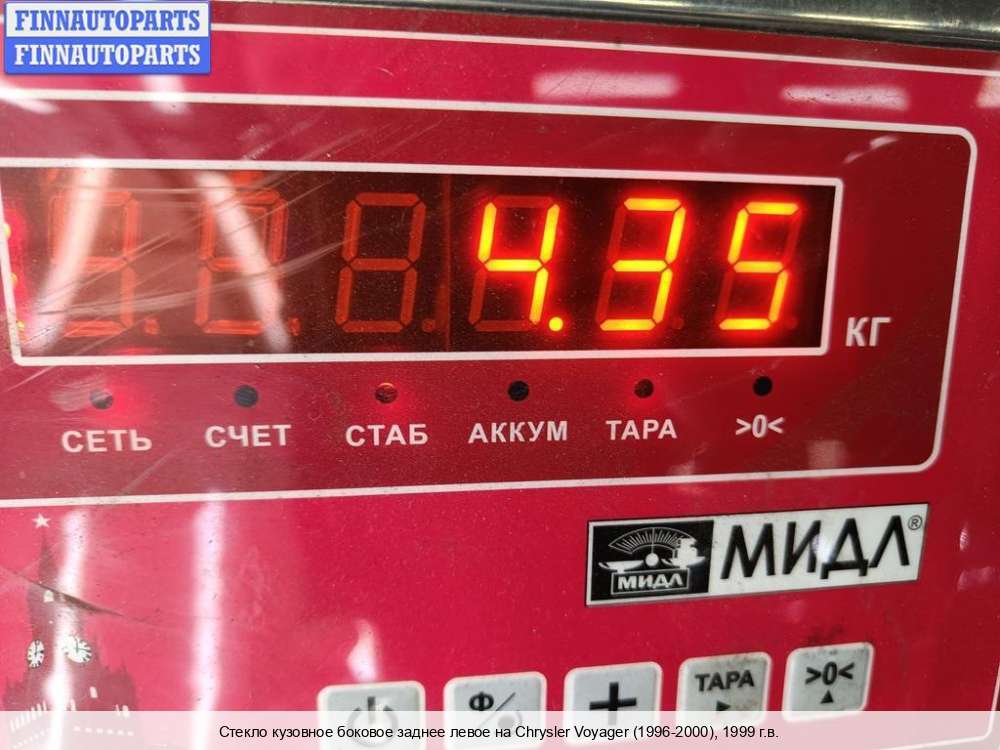 FINNAUTOPARTS
FINNAUTOPARTS
4.35
КГ
СЕТЬ СЧЕТ СТАБ АККУМ ТАРА >0<
МИДЛ МИДЛ®
Ф/ + ТАРА >0<
Стекло кузовное боковое заднее левое на Chrysler Voyager (1996-2000), 1999 г.в.